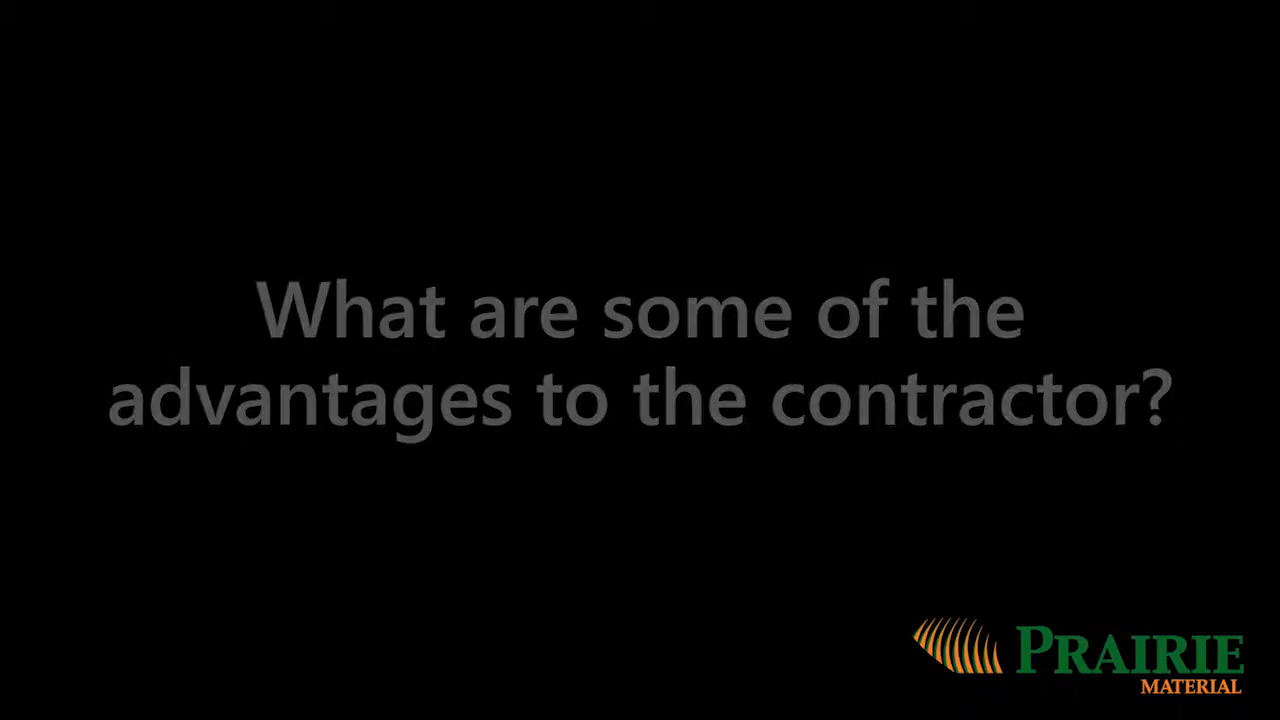 What are some of the
advantages to the contractor?
PRAIRIE
MATERIAL